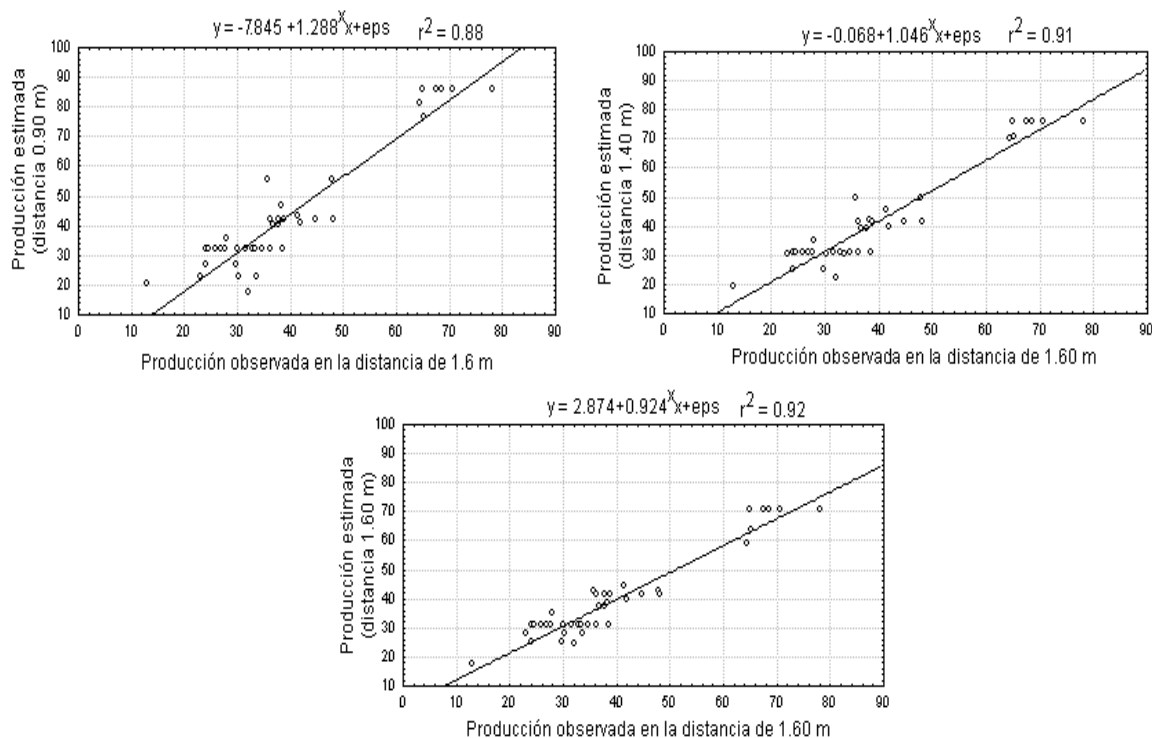 y = -7.845 +1.288^x x+eps r² = 0.88
Producción estimada
(distancia 0.90 m)
100
90
80
70
60
50
40
30
20
10
0 10 20 30 40 50 60 70 80 90
Producción observada en la distancia de 1.6 m
y = -0.068+1.046^x x+eps r² = 0.91
Producción estimada
(distancia 1.40 m)
100
90
80
70
60
50
40
30
20
10
0 10 20 30 40 50 60 70 80 90
Producción observada en la distancia de 1.60 m
y = 2.874+0.924^x x+eps r² = 0.92
Producción estimada
(distancia 1.60 m)
100
90
80
70
60
50
40
30
20
10
0 10 20 30 40 50 60 70 80 90
Producción observada en la distancia de 1.60 m